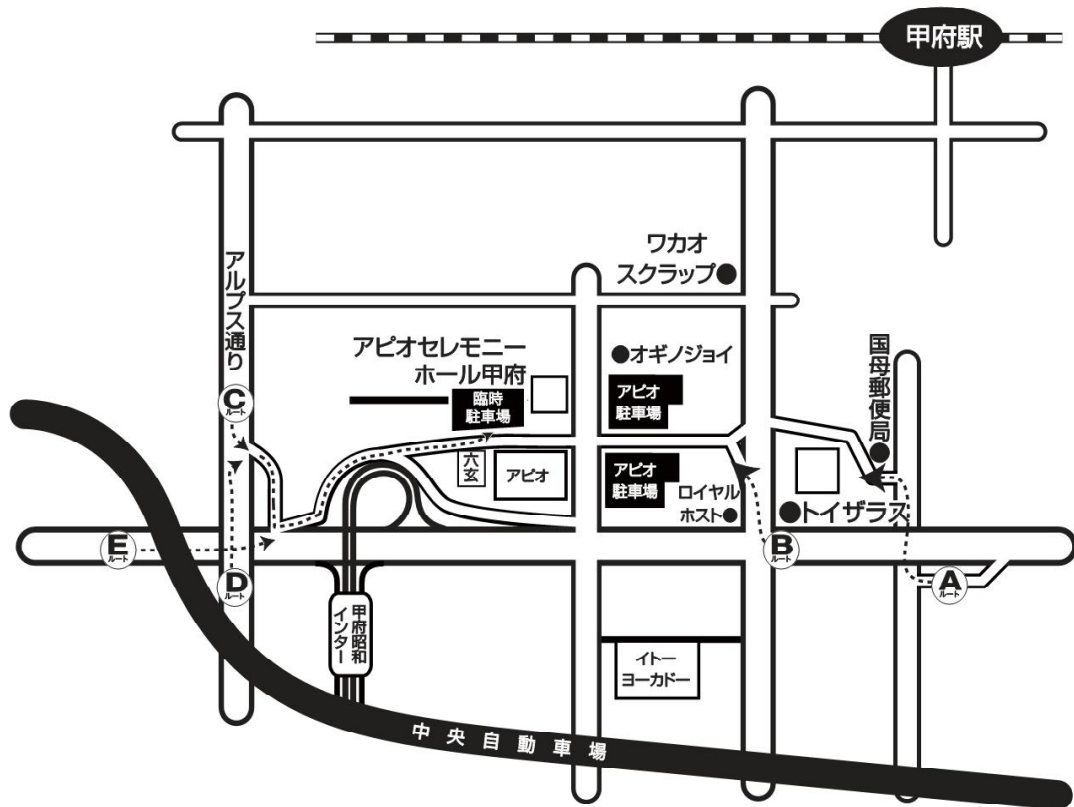 甲府駅
ワカオ
スクラップ
アルプス通り
アピオセレモニー
ホール甲府
オギノジョイ
国母郵便局
臨時
駐車場
アピオ
駐車場
C
ルート
六玄
アピオ
アピオ
駐車場
ロイヤル
ホスト
トイザラス
E
ルート
D
ルート
B
ルート
A
ルート
甲府昭和
インター
イトー
ヨーカドー
中央自動車場